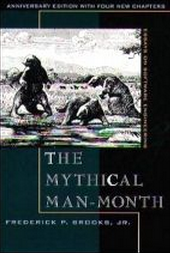 ANNIVERSARY EDITION WITH FOUR NEW CHAPTERS
ESSAYS ON SOFTWARE ENGINEERING
THE
MYTHICAL
MAN-MONTH
FREDERICK P. BROOKS, JR.